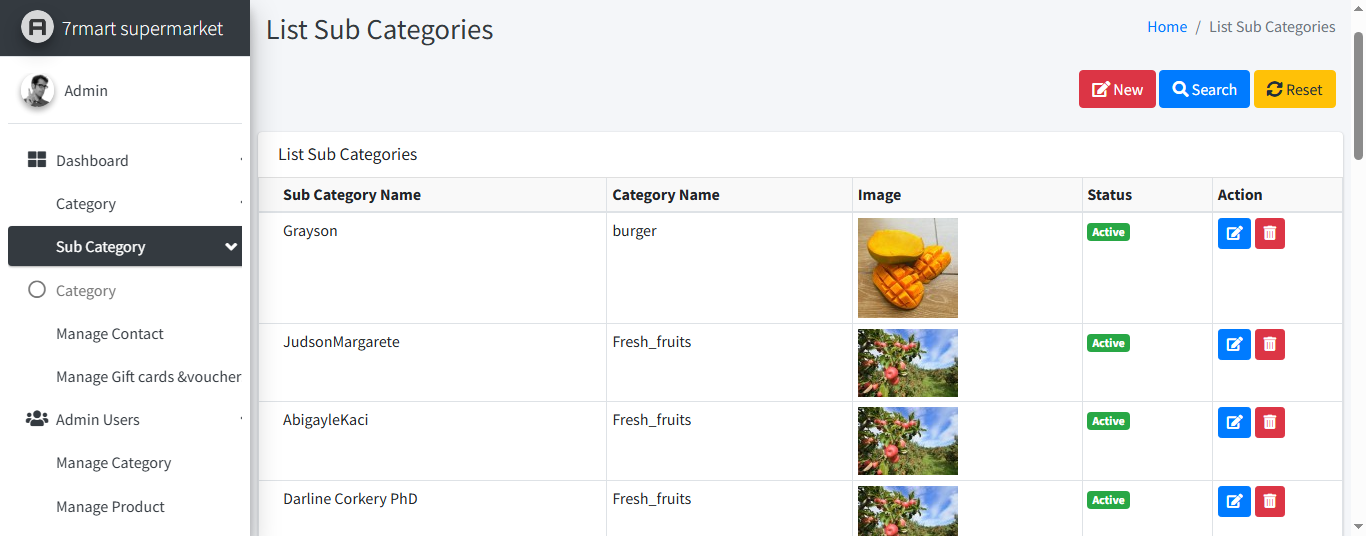 7rmart supermarket
List Sub Categories
Home / List Sub Categories
Admin
New
Search
Reset
Dashboard
Category
Sub Category
Category
Manage Contact
Manage Gift cards &voucher
Admin Users
Manage Category
Manage Product
List Sub Categories
Sub Category Name Category Name Image Status Action
Grayson burger Active
JudsonMargarete Fresh_fruits Active
AbigayleKaci Fresh_fruits Active
Darline Corkery PhD Fresh_fruits Active